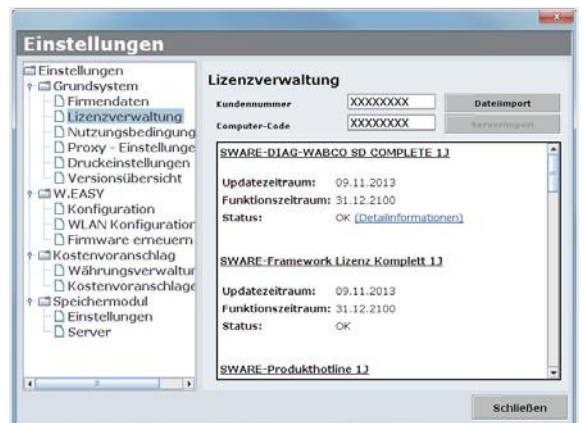 Einstellungen
Einstellungen
Grundsystem
Firmendaten
Lizenzverwaltung
Nutzungsbedingung
Proxy - Einstellunge
Druckeinstellungen
Versionsübersicht
W.EASY
Konfiguration
WLAN Konfiguration
Firmware erneuern
Kostenvoranschlag
Währungsverwaltur
Kostenvoranschlage
Speichermodul
Einstellungen
Server
Lizenzverwaltung
Kundennummer XXXXXXXX Dateiimport
Computer-Code XXXXXXXX Serverimport
SWARE-DIAG-WABCO SD COMPLETE 1J
Updatezeitraum: 09.11.2013
Funktionszeitraum: 31.12.2100
Status: OK (Detailinformationen)
SWARE-Framework Lizenz Komplett 1J
Updatezeitraum: 09.11.2013
Funktionszeitraum: 31.12.2100
Status: OK
SWARE-Produkthotline 1J
Schließen